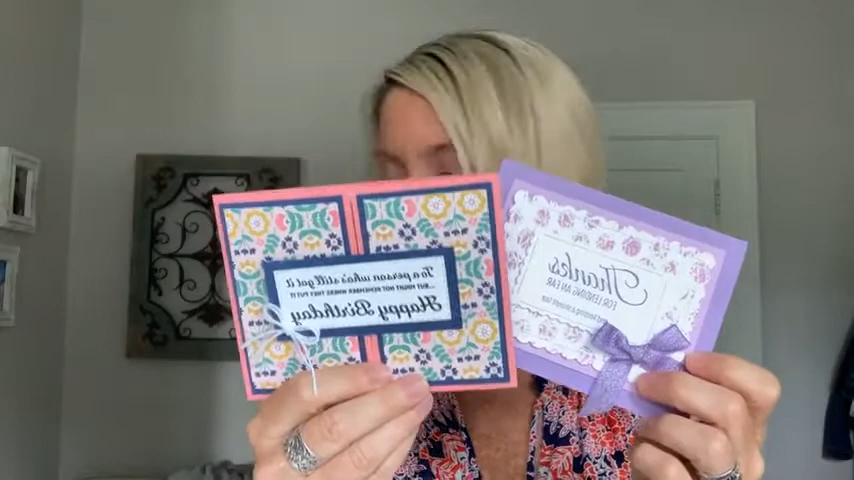 To a person who's still got it
THEY MIGHT NOT REMEMBER WHERE THEY PUT IT
Happy Birthday
Thanks
FOR LENDING AN EAR